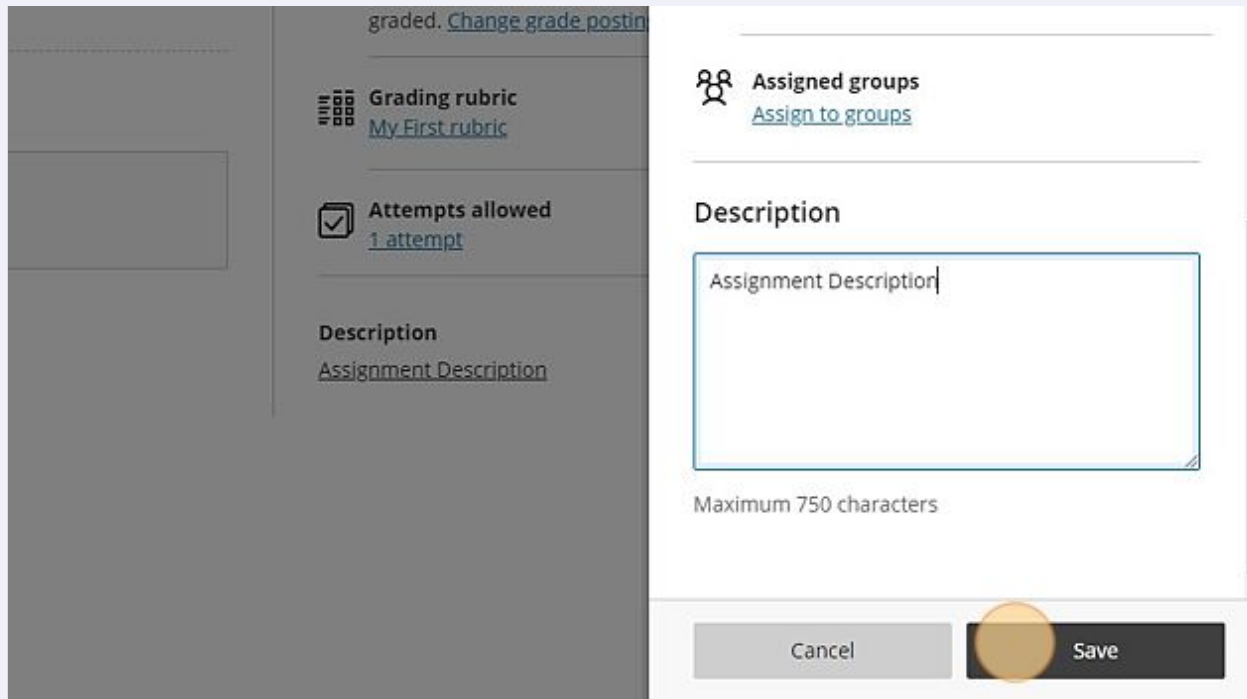 graded. Change grade posting
Grading rubric
My First rubric
Attempts allowed
1 attempt
Description
Assignment Description
Assigned groups
Assign to groups
Description
Assignment Description
Maximum 750 characters
Cancel
Save